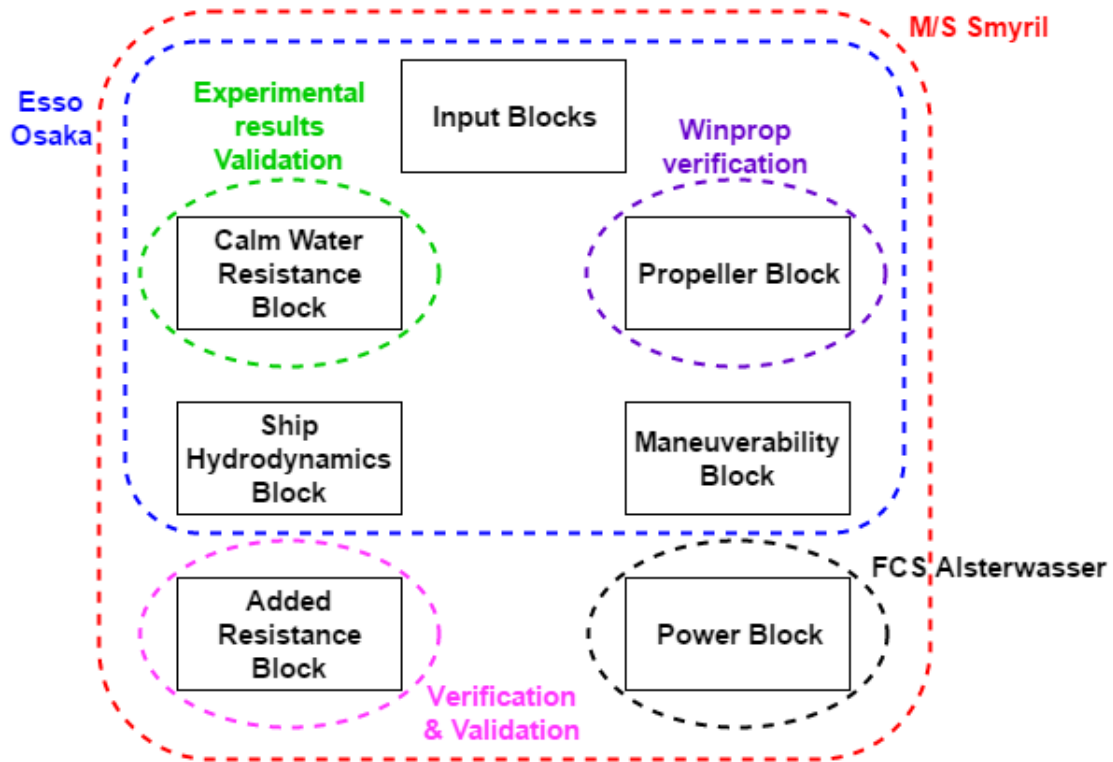 M/S Smyril
Esso
Osaka
Experimental
results
Validation
Input Blocks
Winprop
verification
Calm Water
Resistance
Block
Propeller Block
Ship
Hydrodynamics
Block
Maneuverability
Block
FCS Alsterwasser
Added
Resistance
Block
Power Block
Verification
& Validation